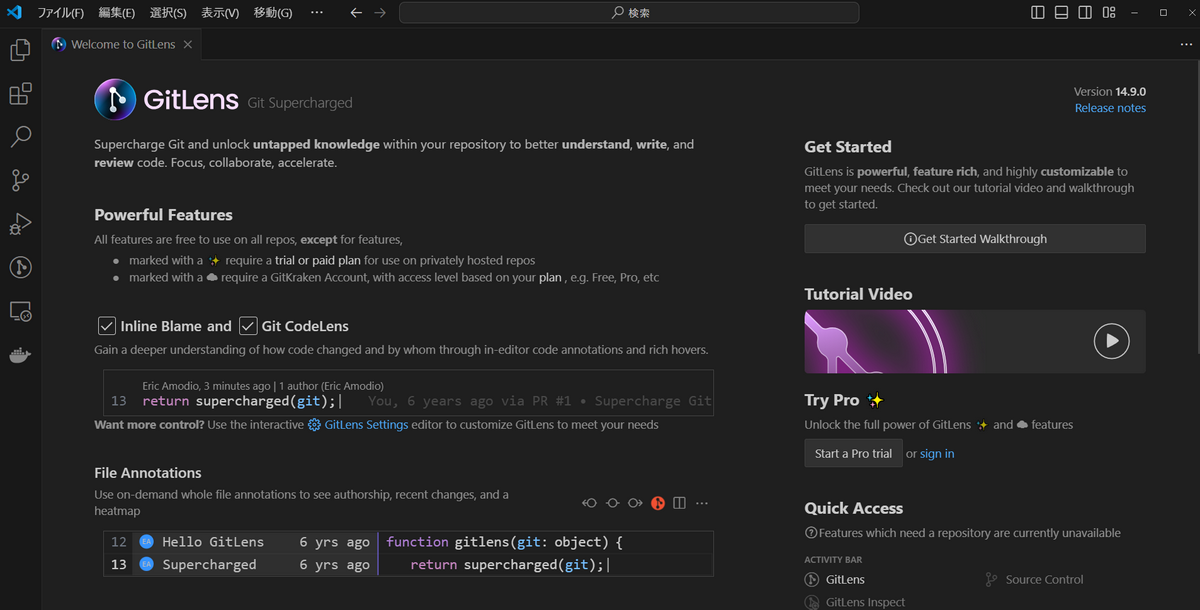 ファイル(F) 編集(E) 選択(S) 表示(V) 移動(G) ··· 検索
Welcome to GitLens
GitLens Git Supercharged
Supercharge Git and unlock untapped knowledge within your repository to better understand, write, and
review code. Focus, collaborate, accelerate.
Powerful Features
All features are free to use on all repos, except for features,
marked with a ✨ require a trial or paid plan for use on privately hosted repos
marked with a ☁ require a GitKraken Account, with access level based on your plan , e.g. Free, Pro, etc
Inline Blame and Git CodeLens
Gain a deeper understanding of how code changed and by whom through in-editor code annotations and rich hovers.
Eric Amodio, 3 minutes ago | 1 author (Eric Amodio)
13 return supercharged(git);| You, 6 years ago via PR #1 • Supercharge Git
Want more control? Use the interactive GitLens Settings editor to customize GitLens to meet your needs
File Annotations
Use on-demand whole file annotations to see authorship, recent changes, and a
heatmap
12 EA Hello GitLens 6 yrs ago function gitlens(git: object) {
13 EA Supercharged 6 yrs ago return supercharged(git);|
Version 14.9.0
Release notes
Get Started
GitLens is powerful, feature rich, and highly customizable to
meet your needs. Check out our tutorial video and walkthrough
to get started.
Get Started Walkthrough
Tutorial Video
Try Pro ✨
Unlock the full power of GitLens ✨ and ☁ features
Start a Pro trial or sign in
Quick Access
Features which need a repository are currently unavailable
ACTIVITY BAR
GitLens Source Control
GitLens Inspect